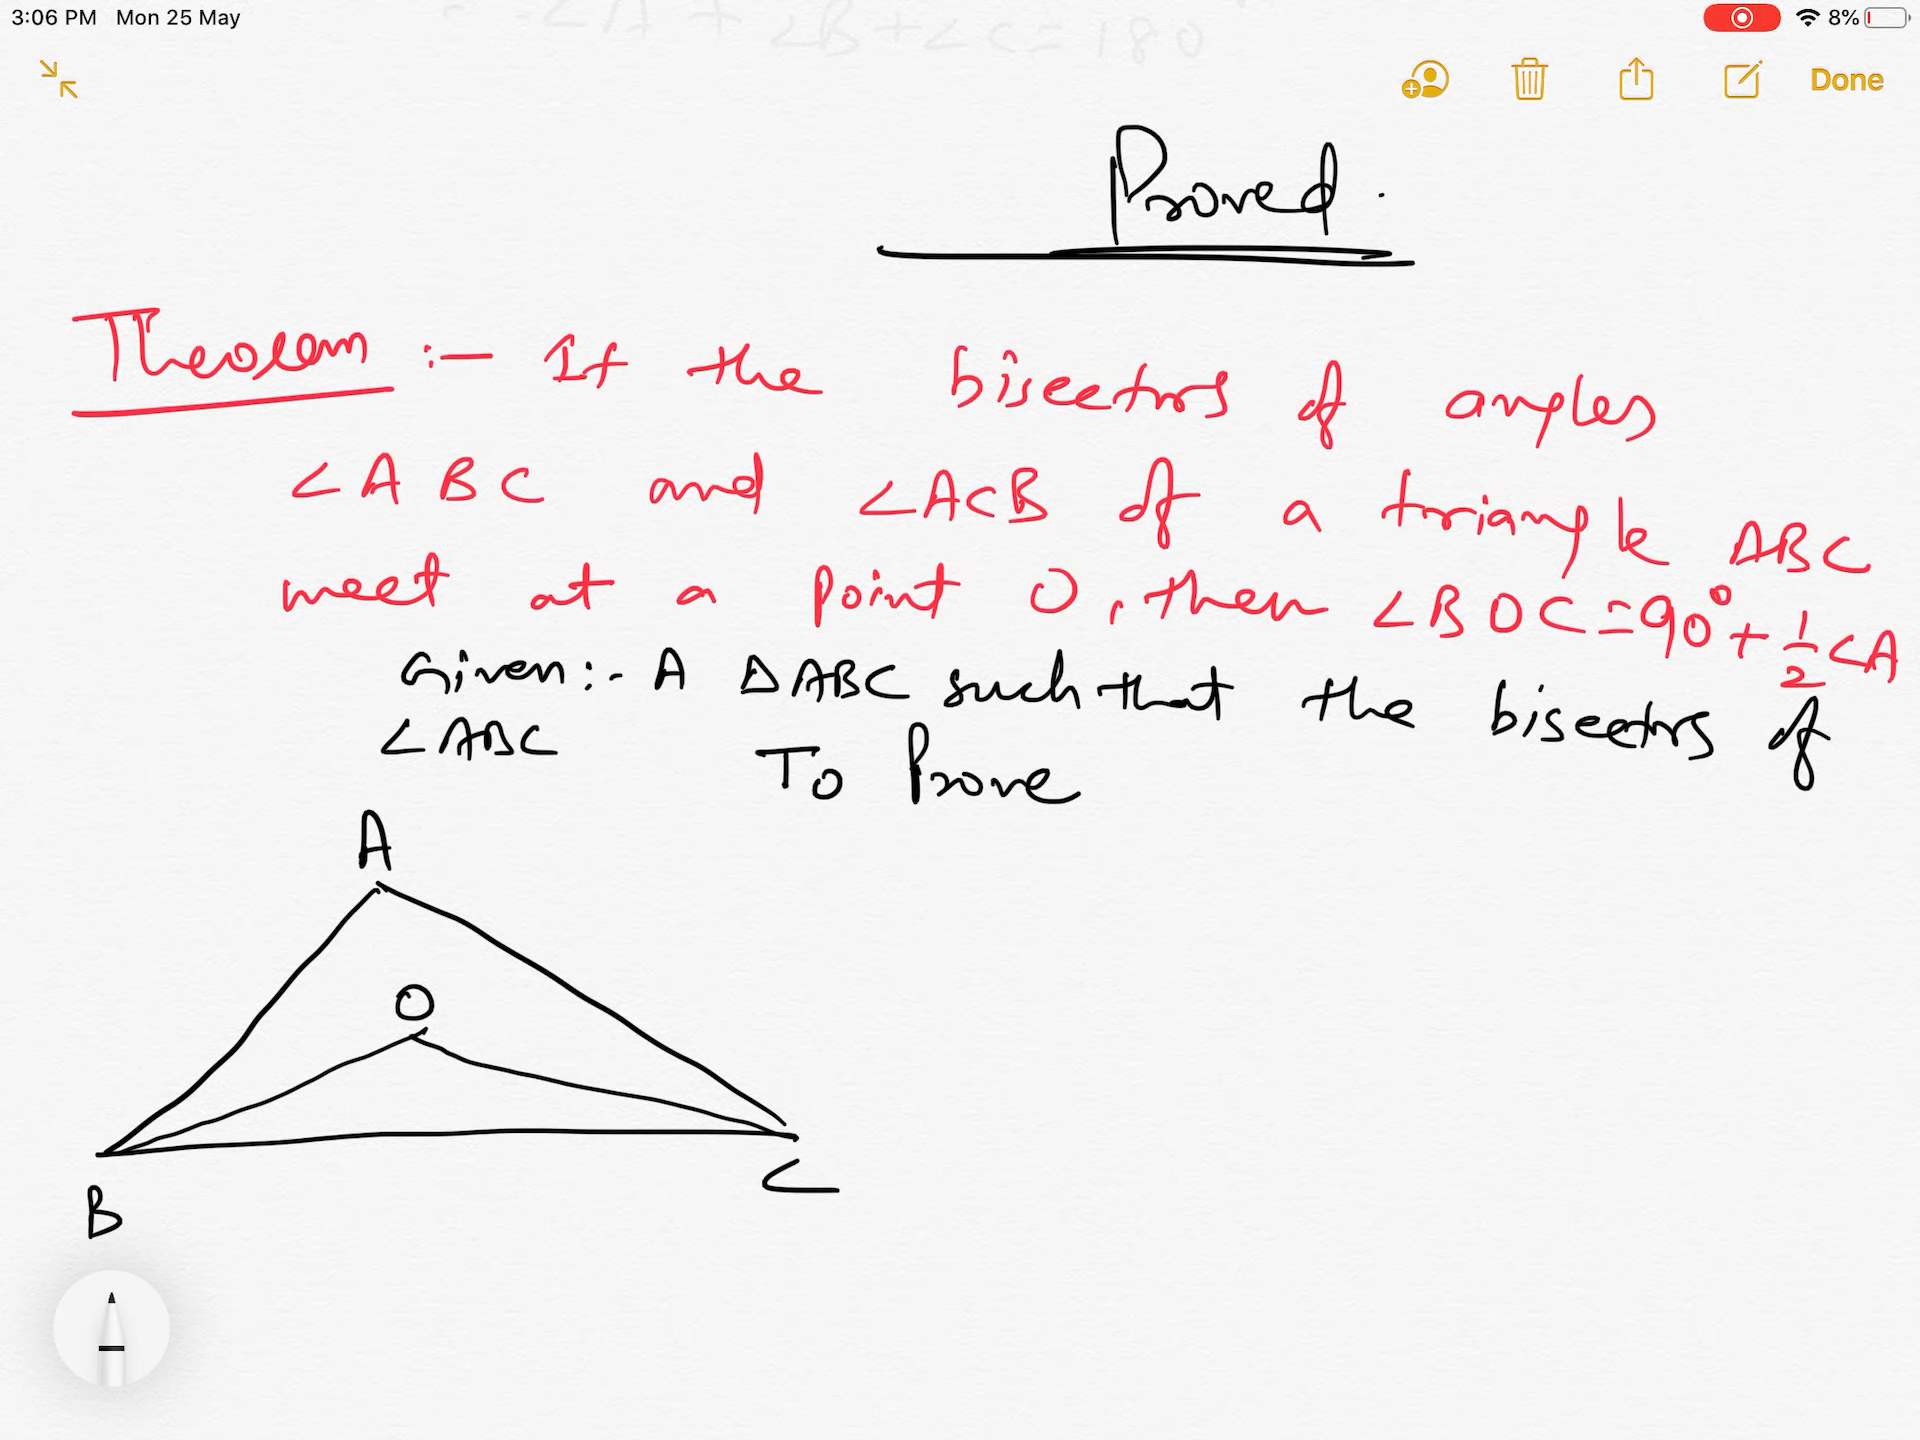 3:06 PM Mon 25 May
8%
∠A + ∠B+∠C=180°
Done
Proved.
Theorem :- If the bisectors of angles
∠ABC and ∠ACB of a triangle ABC
meet at a point O, then ∠BOC=90°+1/2∠A
Given:- A ΔABC such that the bisectors of
∠ABC
To Prove
A
O
B
C